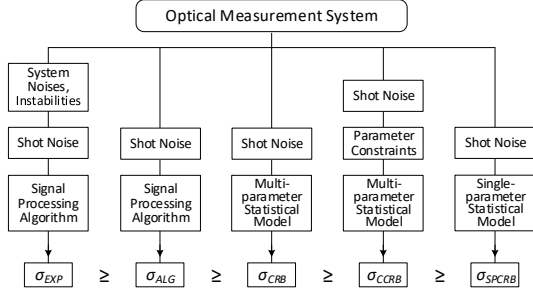 Optical Measurement System
System
Noises,
Instabilities
Shot Noise
Signal
Processing
Algorithm
σEXP
≥
Shot Noise
Signal
Processing
Algorithm
σALG
≥
Shot Noise
Multi-
parameter
Statistical
Model
σCRB
≥
Shot Noise
Parameter
Constraints
Multi-
parameter
Statistical
Model
σCCRB
≥
Shot Noise
Single-
parameter
Statistical
Model
σSPCRB